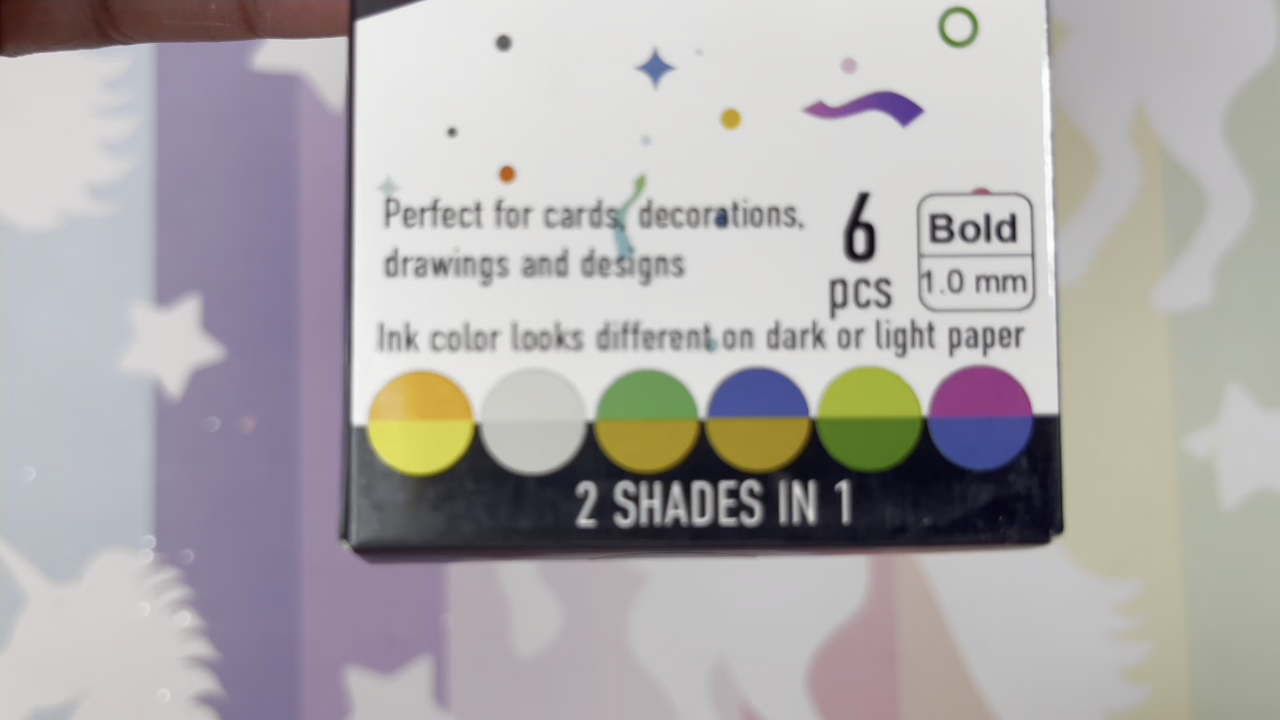 Perfect for cards, decorations,
drawings and designs
6
pcs
Bold
1.0 mm
Ink color looks different on dark or light paper
2 SHADES IN 1